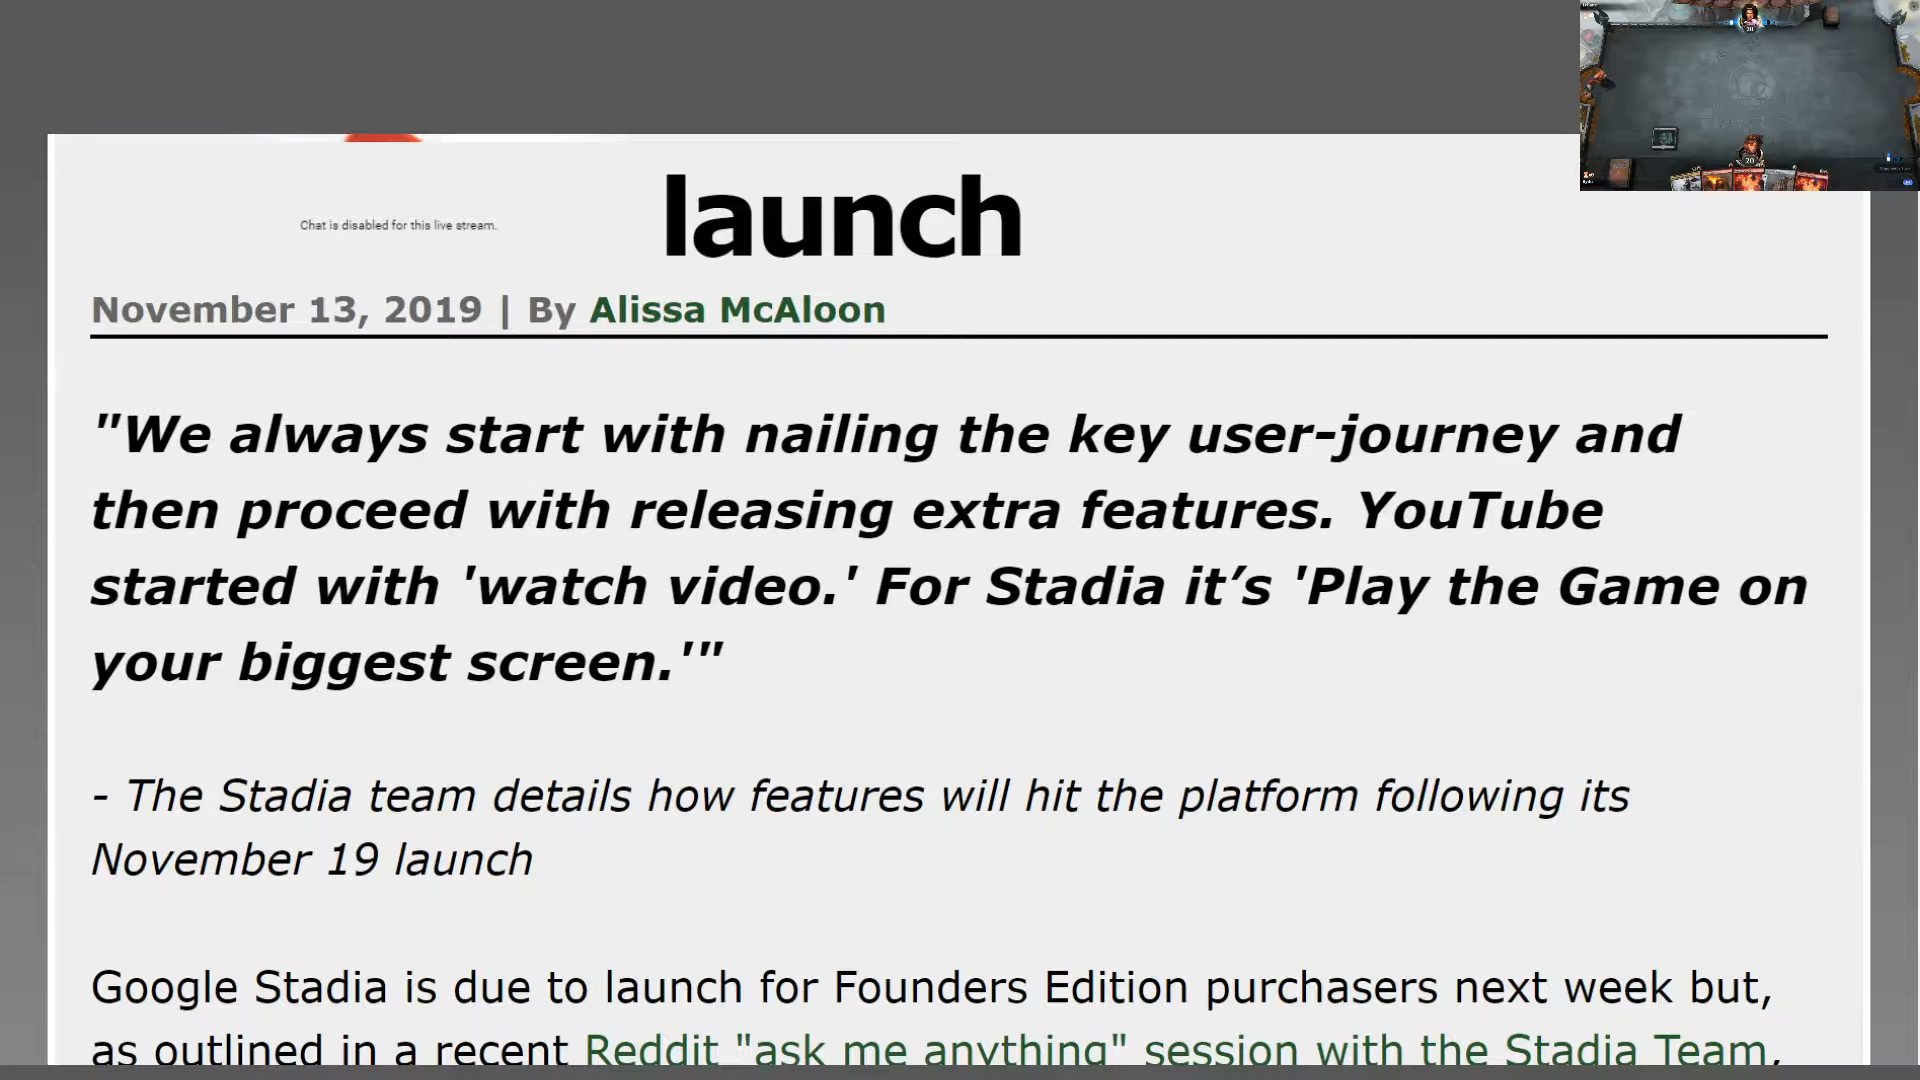 launch
Chat is disabled for this live stream.
November 13, 2019 | By Alissa McAloon
"We always start with nailing the key user-journey and
then proceed with releasing extra features. YouTube
started with 'watch video.' For Stadia it’s 'Play the Game on
your biggest screen.'"
- The Stadia team details how features will hit the platform following its
November 19 launch
Google Stadia is due to launch for Founders Edition purchasers next week but,
as outlined in a recent Reddit "ask me anything" session with the Stadia Team,
20
20